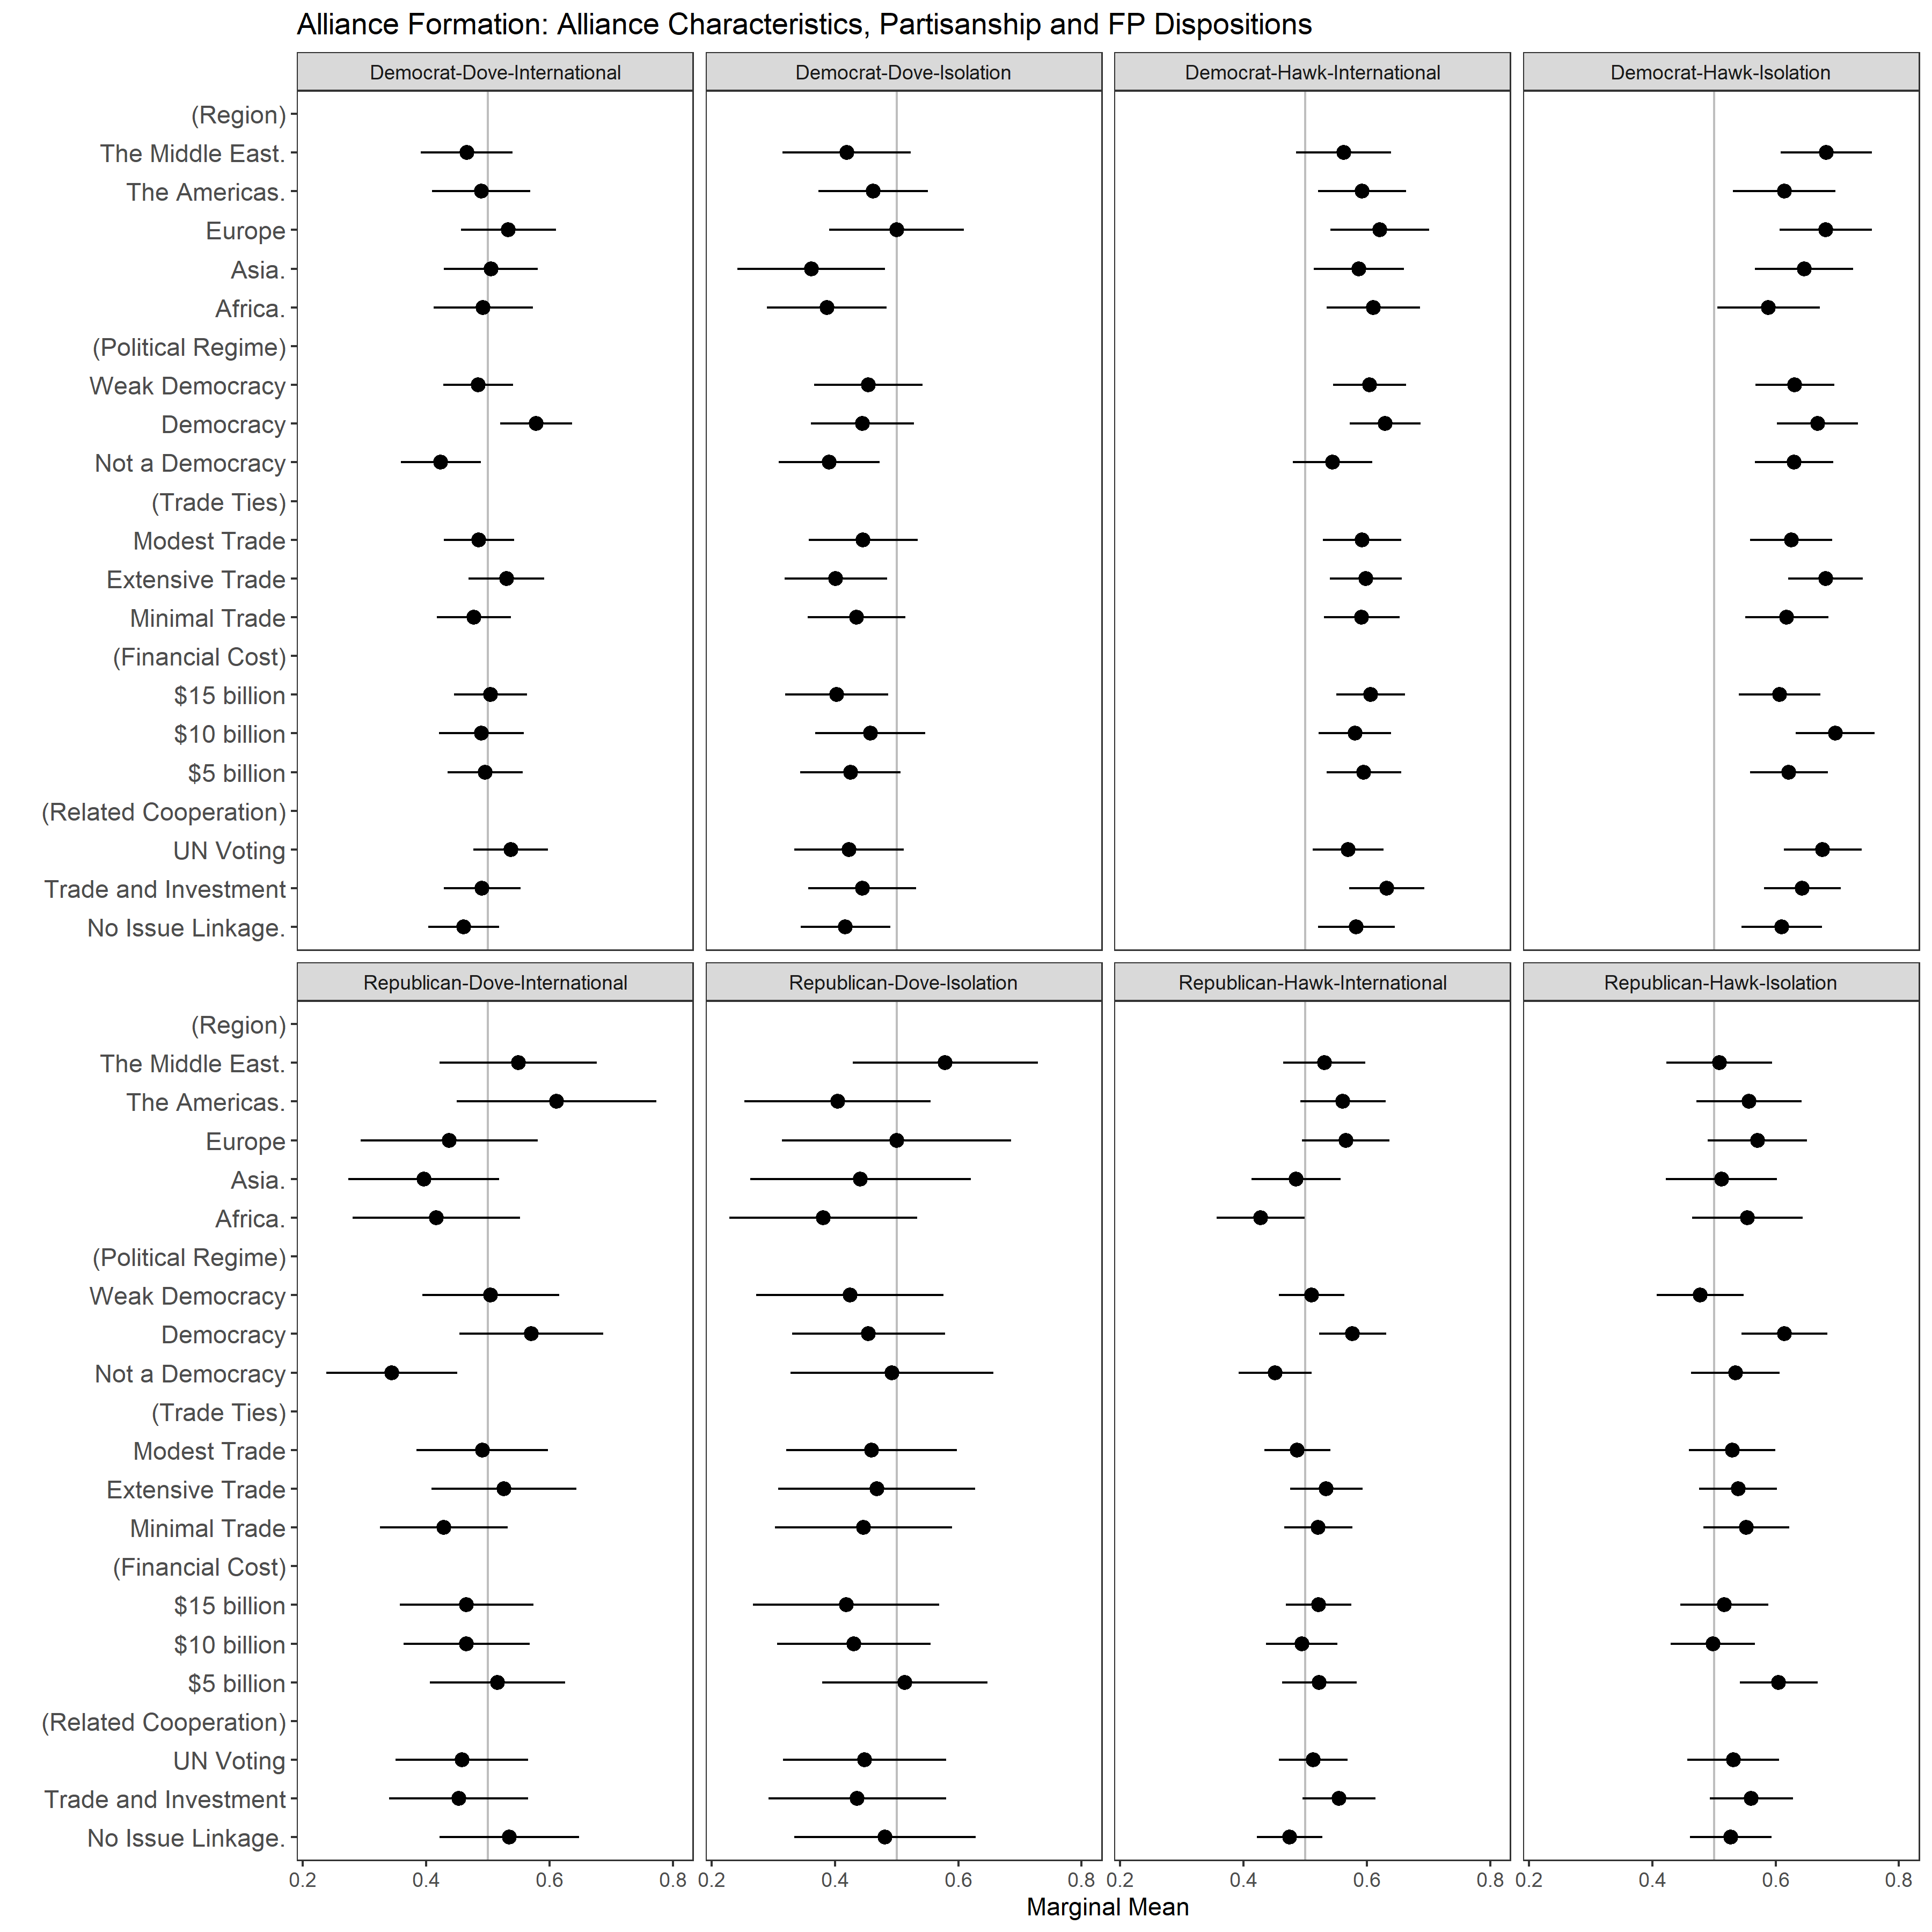 Alliance Formation: Alliance Characteristics, Partisanship and FP Dispositions
Democrat-Dove-International
Democrat-Dove-Isolation
Democrat-Hawk-International
Democrat-Hawk-Isolation
(Region)
The Middle East.
The Americas.
Europe
Asia.
Africa.
(Political Regime)
Weak Democracy
Democracy
Not a Democracy
(Trade Ties)
Modest Trade
Extensive Trade
Minimal Trade
(Financial Cost)
$15 billion
$10 billion
$5 billion
(Related Cooperation)
UN Voting
Trade and Investment
No Issue Linkage.
Republican-Dove-International
Republican-Dove-Isolation
Republican-Hawk-International
Republican-Hawk-Isolation
(Region)
The Middle East.
The Americas.
Europe
Asia.
Africa.
(Political Regime)
Weak Democracy
Democracy
Not a Democracy
(Trade Ties)
Modest Trade
Extensive Trade
Minimal Trade
(Financial Cost)
$15 billion
$10 billion
$5 billion
(Related Cooperation)
UN Voting
Trade and Investment
No Issue Linkage.
0.2 0.4 0.6 0.8 0.2 0.4 0.6 0.8 0.2 0.4 0.6 0.8 0.2 0.4 0.6 0.8
Marginal Mean